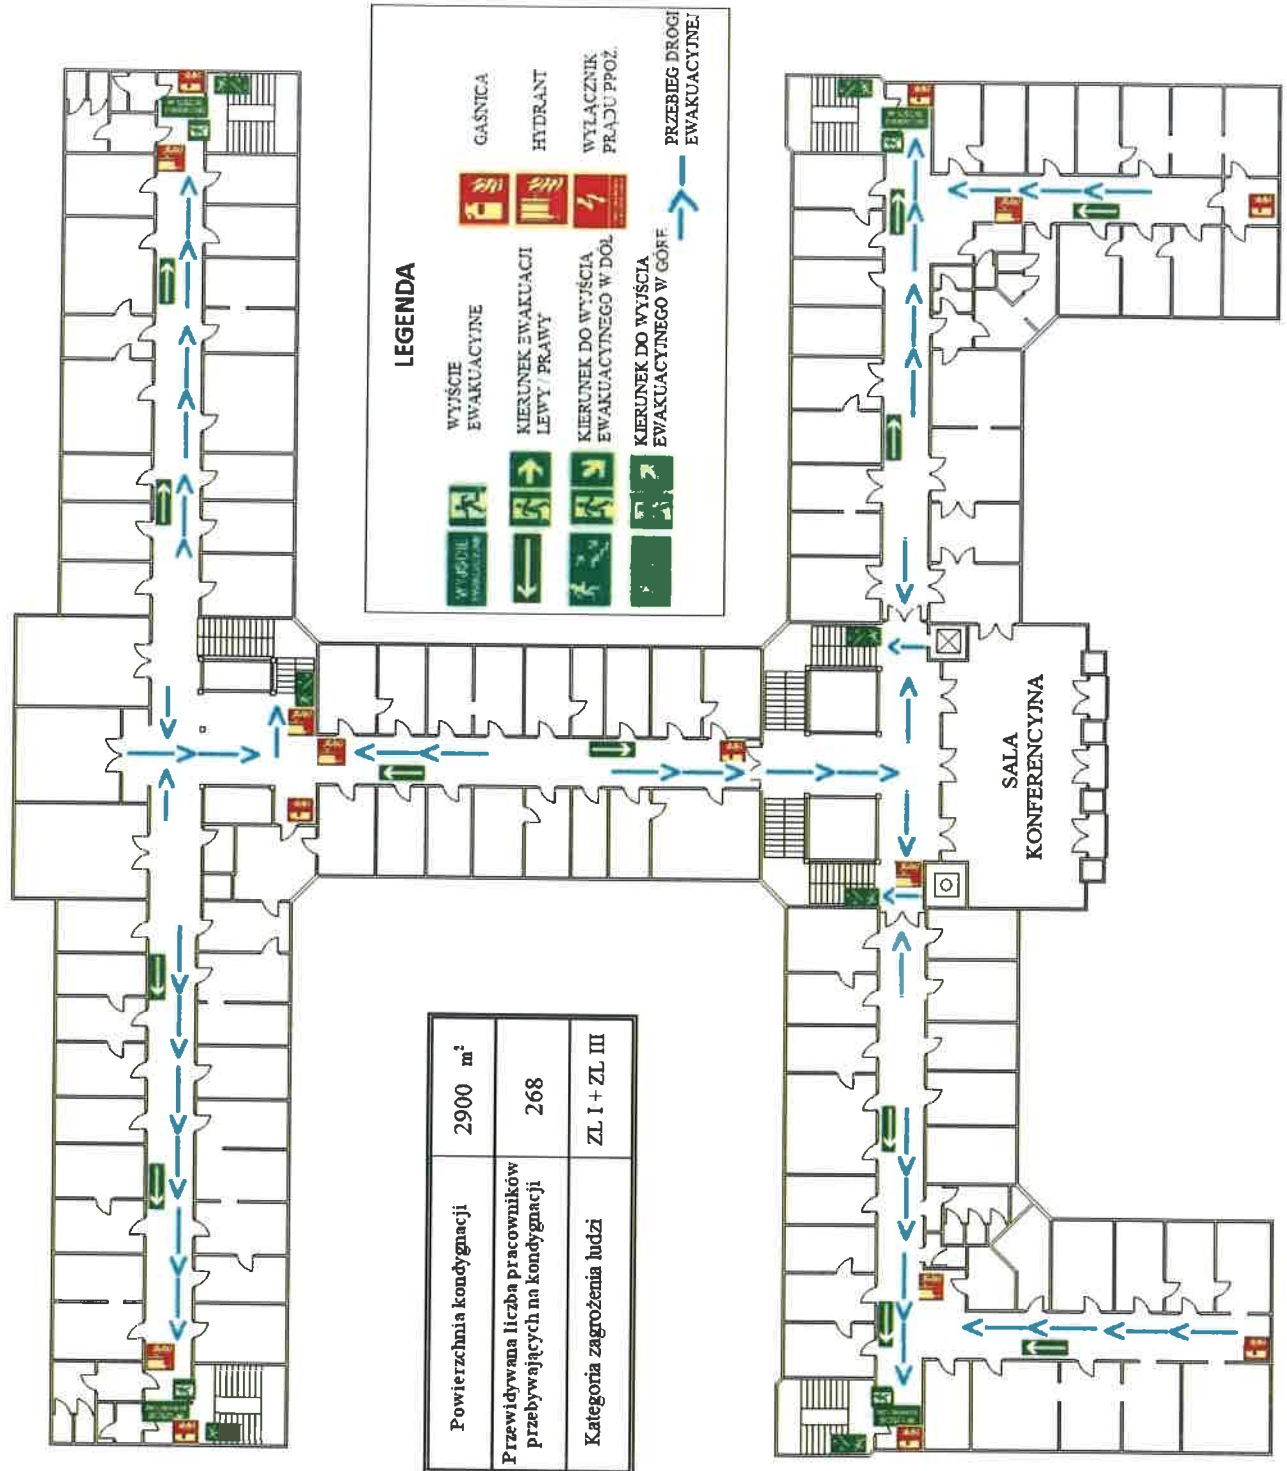 LEGENDA
WYJŚCIE
EWAKUACYJNE
KIERUNEK EWAKUACJI
LEWY / PRAWY
KIERUNEK DO WYJŚCIA
EWAKUACYJNEGO W DÓŁ
KIERUNEK DO WYJŚCIA
EWAKUACYJNEGO W GÓRĘ
GAŚNICA
HYDRANT
WYŁĄCZNIK
PRĄDU PPOŻ.
PRZEBIEG DROGI
EWAKUACYJNEJ
SALA
KONFERENCYJNA
Powierzchnia kondygnacji 2900 m²
Przewidywana liczba pracowników
przebywających na kondygnacji 268
Kategoria zagrożenia ludzi ZL I + ZL III